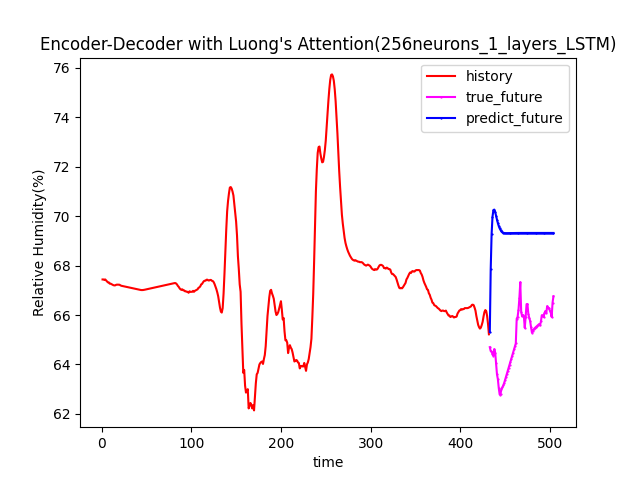 Encoder-Decoder with Luong's Attention(256neurons_1_layers_LSTM)
history
true_future
predict_future
Relative Humidity(%)
76
74
72
70
68
66
64
62
0 100 200 300 400 500
time